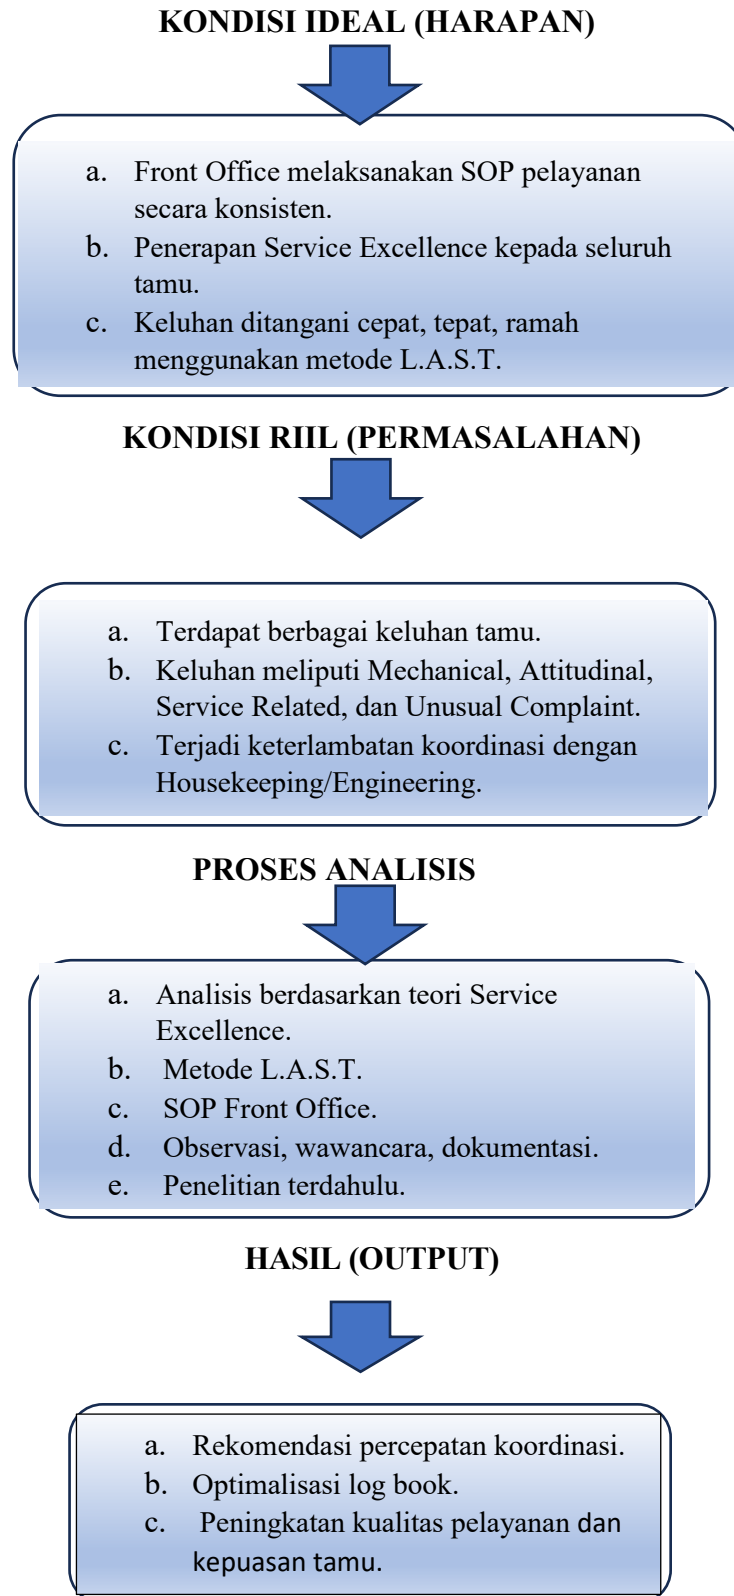 KONDISI IDEAL (HARAPAN)
a. Front Office melaksanakan SOP pelayanan
secara konsisten.
b. Penerapan Service Excellence kepada seluruh
tamu.
c. Keluhan ditangani cepat, tepat, ramah
menggunakan metode L.A.S.T.
KONDISI RIIL (PERMASALAHAN)
a. Terdapat berbagai keluhan tamu.
b. Keluhan meliputi Mechanical, Attitudinal,
Service Related, dan Unusual Complaint.
c. Terjadi keterlambatan koordinasi dengan
Housekeeping/Engineering.
PROSES ANALISIS
a. Analisis berdasarkan teori Service
Excellence.
b. Metode L.A.S.T.
c. SOP Front Office.
d. Observasi, wawancara, dokumentasi.
e. Penelitian terdahulu.
HASIL (OUTPUT)
a. Rekomendasi percepatan koordinasi.
b. Optimalisasi log book.
c. Peningkatan kualitas pelayanan dan
kepuasan tamu.